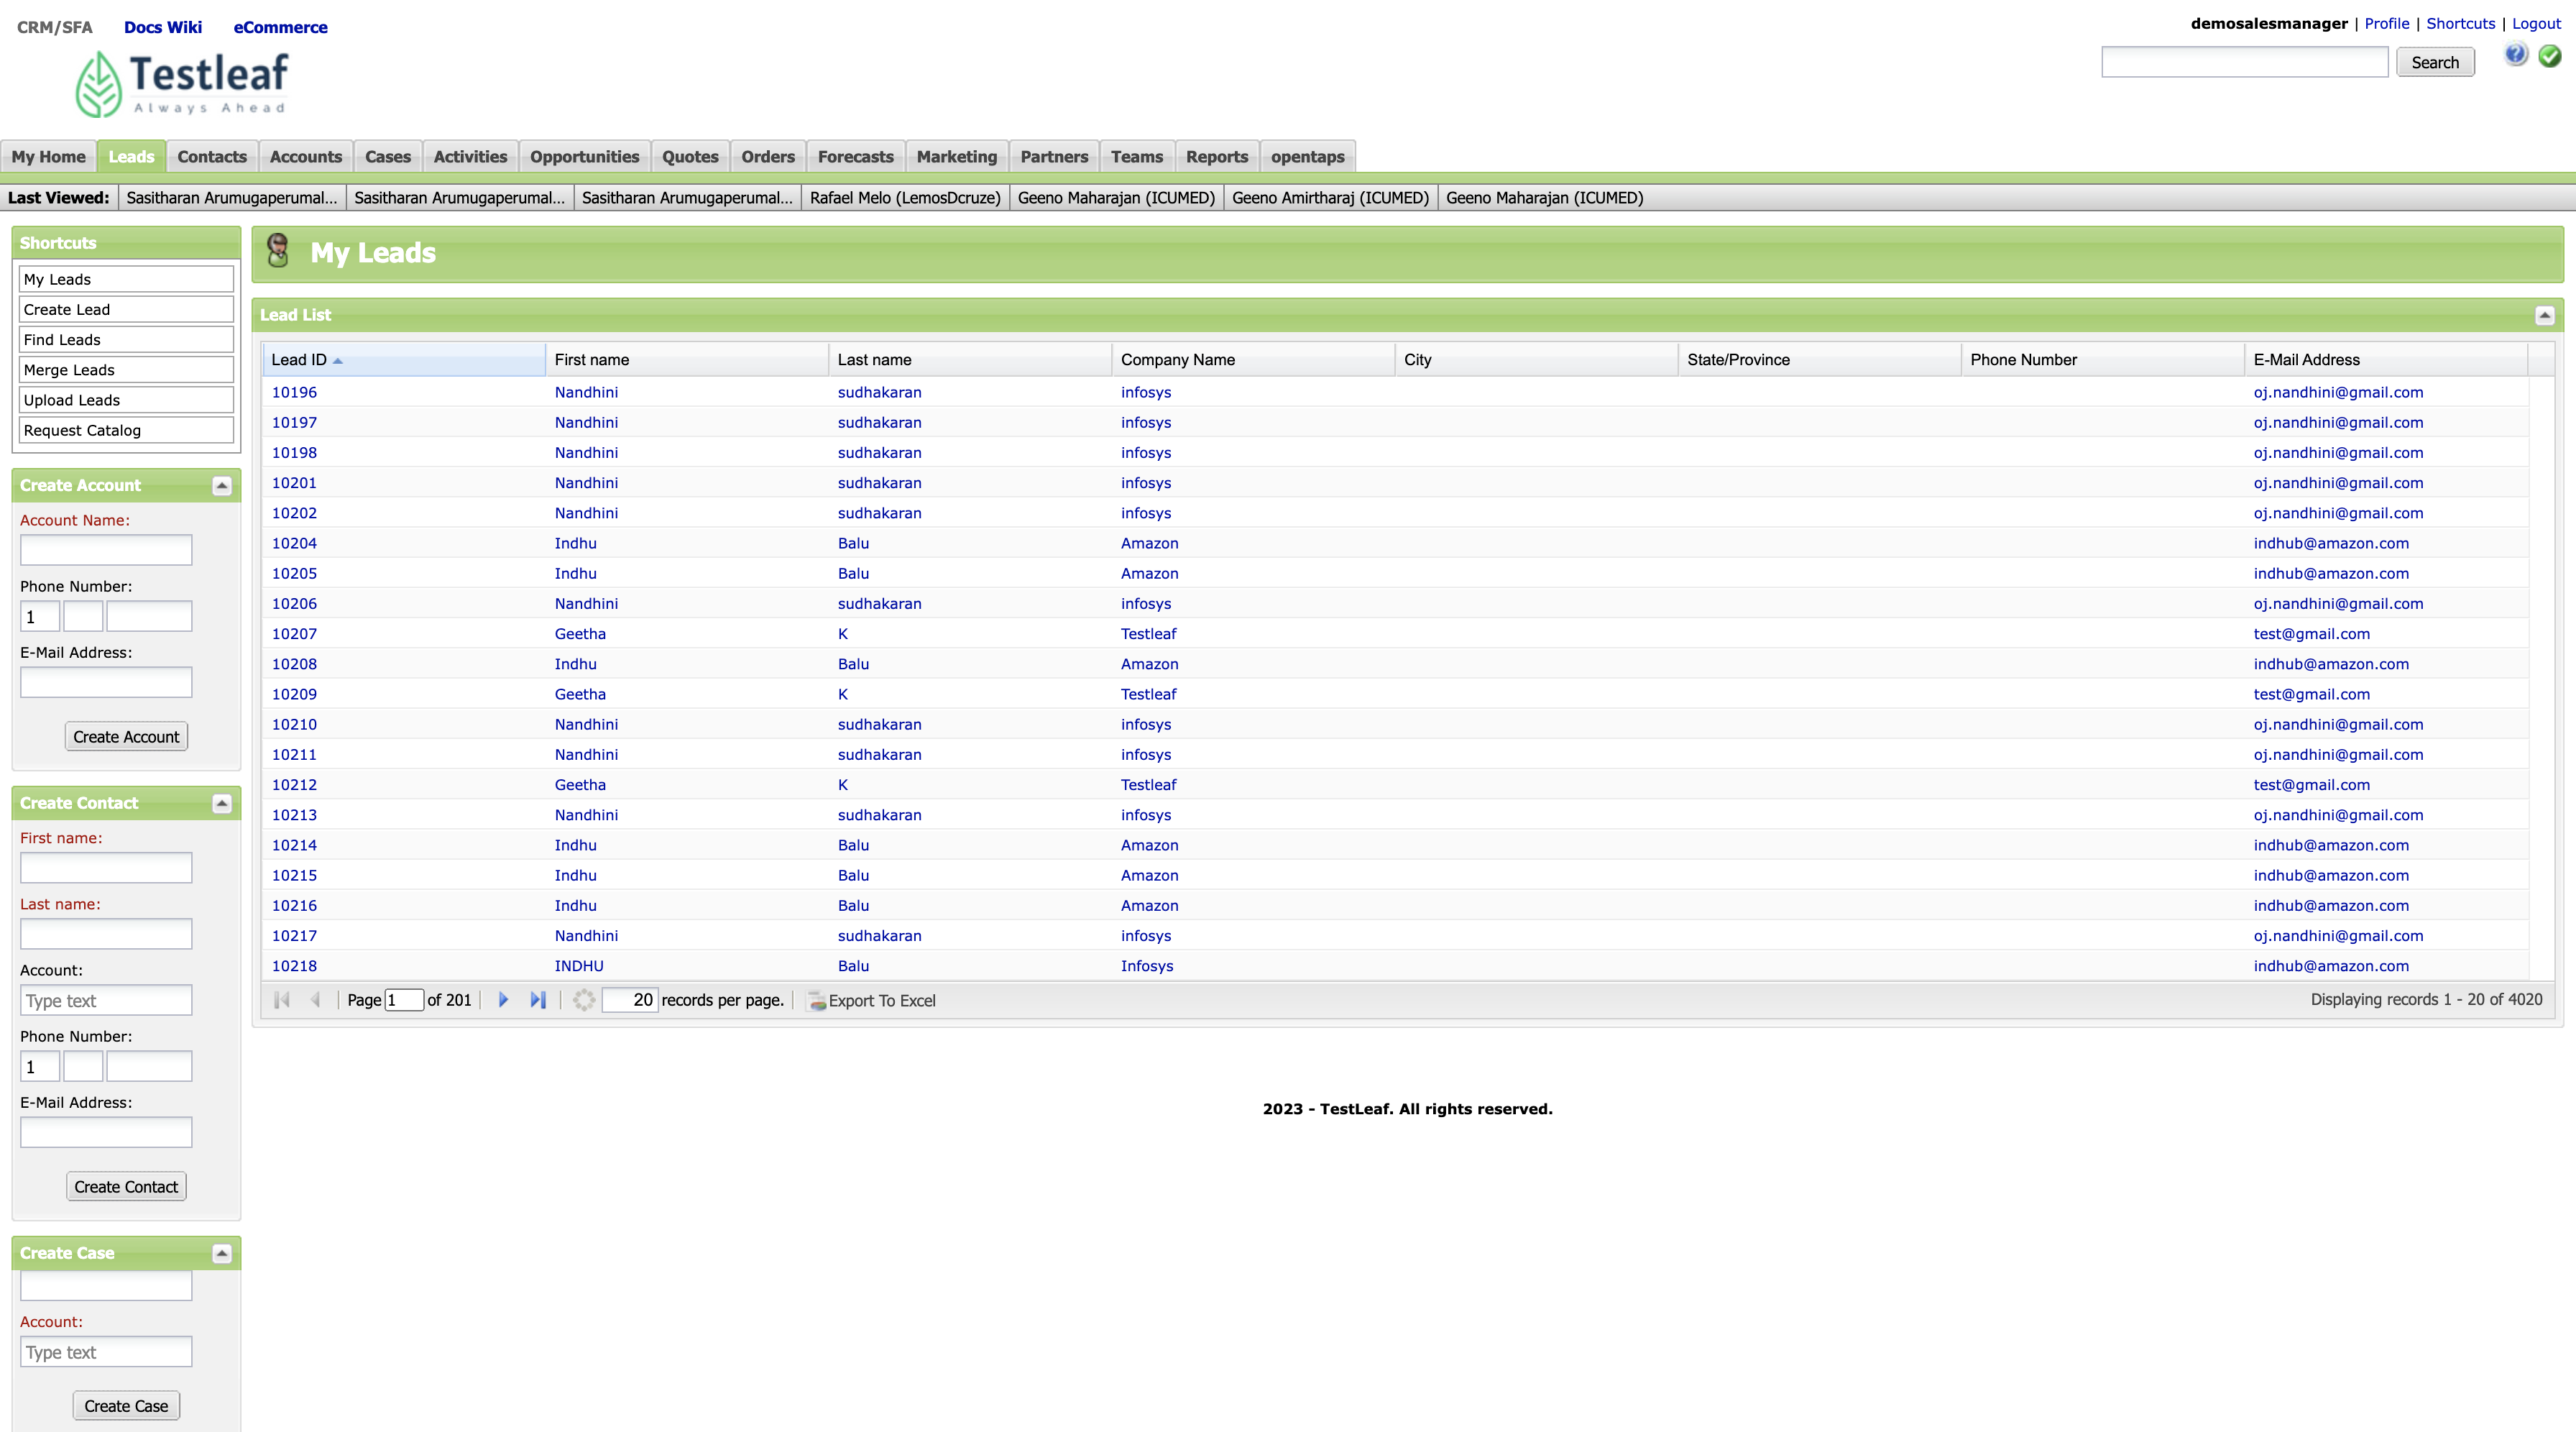 CRM/SFA Docs Wiki eCommerce
demosalesmanager | Profile | Shortcuts | Logout
Testleaf
Always Ahead
Search
My Home Leads Contacts Accounts Cases Activities Opportunities Quotes Orders Forecasts Marketing Partners Teams Reports opentaps
Last Viewed: Sasitharan Arumugaperumal... Sasitharan Arumugaperumal... Sasitharan Arumugaperumal... Rafael Melo (LemosDcruze) Geeno Maharajan (ICUMED) Geeno Amirtharaj (ICUMED) Geeno Maharajan (ICUMED)
Shortcuts
My Leads
Create Lead
Find Leads
Merge Leads
Upload Leads
Request Catalog
Create Account
Account Name:
Phone Number:
1
E-Mail Address:
Create Account
Create Contact
First name:
Last name:
Account:
Type text
Phone Number:
1
E-Mail Address:
Create Contact
Create Case
Account:
Type text
Create Case
My Leads
Lead List
Lead ID First name Last name Company Name City State/Province Phone Number E-Mail Address
10196 Nandhini sudhakaran infosys oj.nandhini@gmail.com
10197 Nandhini sudhakaran infosys oj.nandhini@gmail.com
10198 Nandhini sudhakaran infosys oj.nandhini@gmail.com
10201 Nandhini sudhakaran infosys oj.nandhini@gmail.com
10202 Nandhini sudhakaran infosys oj.nandhini@gmail.com
10204 Indhu Balu Amazon indhub@amazon.com
10205 Indhu Balu Amazon indhub@amazon.com
10206 Nandhini sudhakaran infosys oj.nandhini@gmail.com
10207 Geetha K Testleaf test@gmail.com
10208 Indhu Balu Amazon indhub@amazon.com
10209 Geetha K Testleaf test@gmail.com
10210 Nandhini sudhakaran infosys oj.nandhini@gmail.com
10211 Nandhini sudhakaran infosys oj.nandhini@gmail.com
10212 Geetha K Testleaf test@gmail.com
10213 Nandhini sudhakaran infosys oj.nandhini@gmail.com
10214 Indhu Balu Amazon indhub@amazon.com
10215 Indhu Balu Amazon indhub@amazon.com
10216 Indhu Balu Amazon indhub@amazon.com
10217 Nandhini sudhakaran infosys oj.nandhini@gmail.com
10218 INDHU Balu Infosys indhub@amazon.com
Page 1 of 201 20 records per page. Export To Excel Displaying records 1 - 20 of 4020
2023 - TestLeaf. All rights reserved.